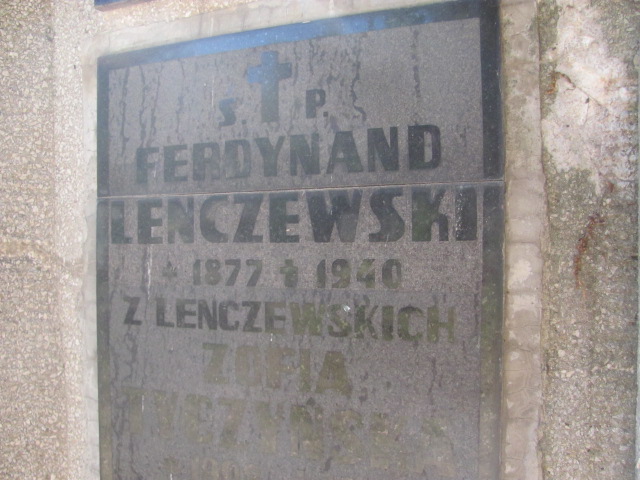 Ś. † P.
FERDYNAND
LENCZEWSKI
* 1877 † 1940
Z LENCZEWSKICH
ZOFIA